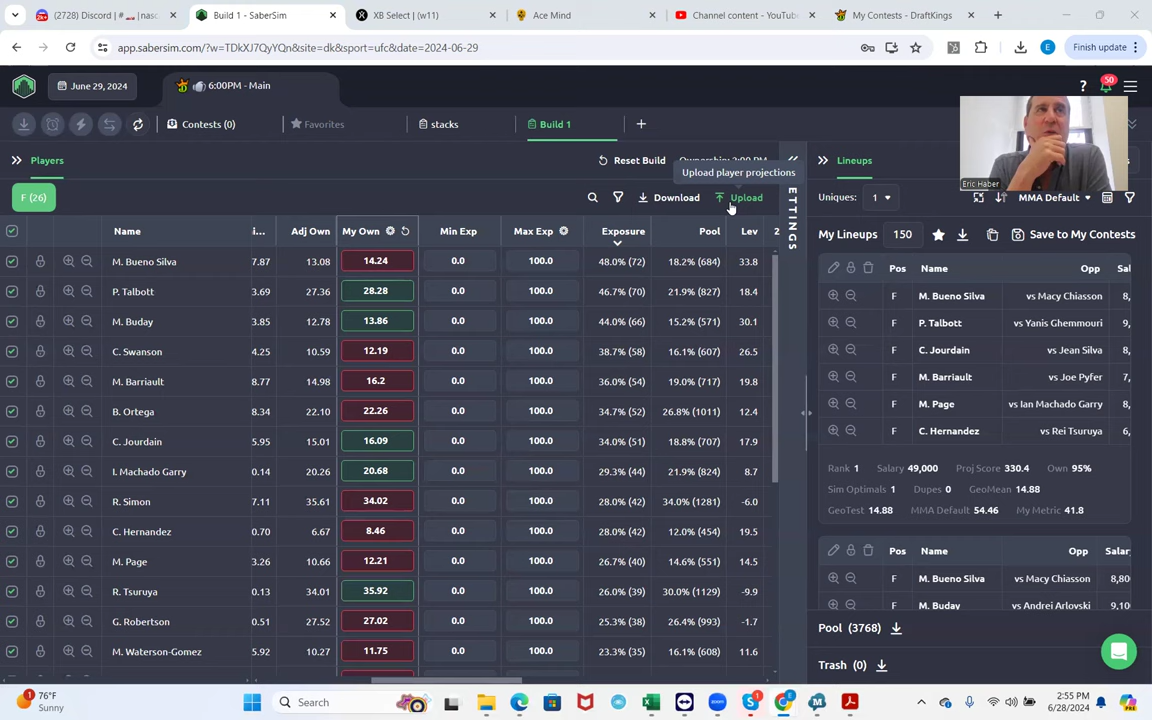 (2728) Discord | # 🏎 | nasc
Build 1 - SaberSim
XB Select | (w11)
Ace Mind
Channel content - YouTube
My Contests - DraftKings
app.sabersim.com/?w=TDkXJ7QyYQn&site=dk&sport=ufc&date=2024-06-29
Finish update
June 29, 2024
6:00PM - Main
? 50
Contests (0) Favorites stacks Build 1
Players Reset Build Ownership: 2:00 PM
Upload player projections
Lineups
Eric Haber
F (26) Download Upload
SETTINGS
Uniques: 1 MMA Default
My Lineups 150 Save to My Contests
Name i... Adj Own My Own Min Exp Max Exp Exposure Pool Lev 2
M. Bueno Silva 7.87 13.08 14.24 0.0 100.0 48.0% (72) 18.2% (684) 33.8
P. Talbott 3.69 27.36 28.28 0.0 100.0 46.7% (70) 21.9% (827) 18.4
M. Buday 3.85 12.78 13.86 0.0 100.0 44.0% (66) 15.2% (571) 30.1
C. Swanson 4.25 10.59 12.19 0.0 100.0 38.7% (58) 16.1% (607) 26.5
M. Barriault 8.77 14.98 16.2 0.0 100.0 36.0% (54) 19.0% (717) 19.8
B. Ortega 8.34 22.10 22.26 0.0 100.0 34.7% (52) 26.8% (1011) 12.4
C. Jourdain 5.95 15.01 16.09 0.0 100.0 34.0% (51) 18.8% (707) 17.9
I. Machado Garry 0.14 20.26 20.68 0.0 100.0 29.3% (44) 21.9% (824) 8.7
R. Simon 7.11 35.61 34.02 0.0 100.0 28.0% (42) 34.0% (1281) -6.0
C. Hernandez 0.70 6.67 8.46 0.0 100.0 28.0% (42) 12.0% (454) 19.5
M. Page 3.26 10.66 12.21 0.0 100.0 26.7% (40) 14.6% (551) 14.5
R. Tsuruya 0.13 34.01 35.92 0.0 100.0 26.0% (39) 30.0% (1129) -9.9
G. Robertson 0.51 27.52 27.02 0.0 100.0 25.3% (38) 26.4% (993) -1.7
M. Waterson-Gomez 5.92 10.27 11.75 0.0 100.0 23.3% (35) 16.1% (608) 11.6
Pos Name Opp Sal
F M. Bueno Silva vs Macy Chiasson 8,
F P. Talbott vs Yanis Ghemmouri 9,
F C. Jourdain vs Jean Silva 8,
F M. Barriault vs Joe Pyfer 7,
F M. Page vs Ian Machado Garry 8,
F C. Hernandez vs Rei Tsuruya 6,
Rank 1 Salary 49,000 Proj Score 330.4 Own 95%
Sim Optimals 1 Dupes 0 GeoMean 14.88
GeoTest 14.88 MMA Default 54.46 My Metric 41.8
Pos Name Opp Salary
F M. Bueno Silva vs Macy Chiasson 8,80
F M. Buday vs Andrei Arlovski 9,10
Pool (3768)
Trash (0)
1 76°F
Sunny
Search
2:55 PM
6/28/2024